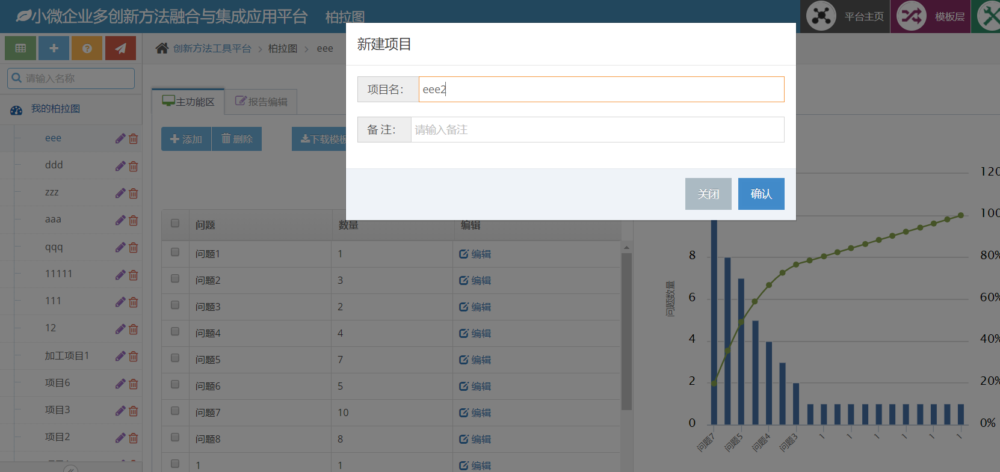 小微企业多创新方法融合与集成应用平台 柏拉图 平台主页 模板层
创新方法工具平台 柏拉图 eee
请输入名称
我的柏拉图
eee
ddd
zzz
aaa
qqq
11111
111
12
加工项目1
项目6
项目3
项目2
主功能区 报告编辑
添加 删除 下载模板
新建项目
项目名： eee2
备 注： 请输入备注
关闭 确认
问题 数量 编辑
问题1 1 编辑
问题2 3 编辑
问题3 2 编辑
问题4 4 编辑
问题5 7 编辑
问题6 5 编辑
问题7 10 编辑
问题8 8 编辑
1 1 编辑
问题数量
8
6
4
2
0
120
100
80%
60%
40%
20%
0%
问题7 问题5 问题4 问题3 1 1 1 1 1 1